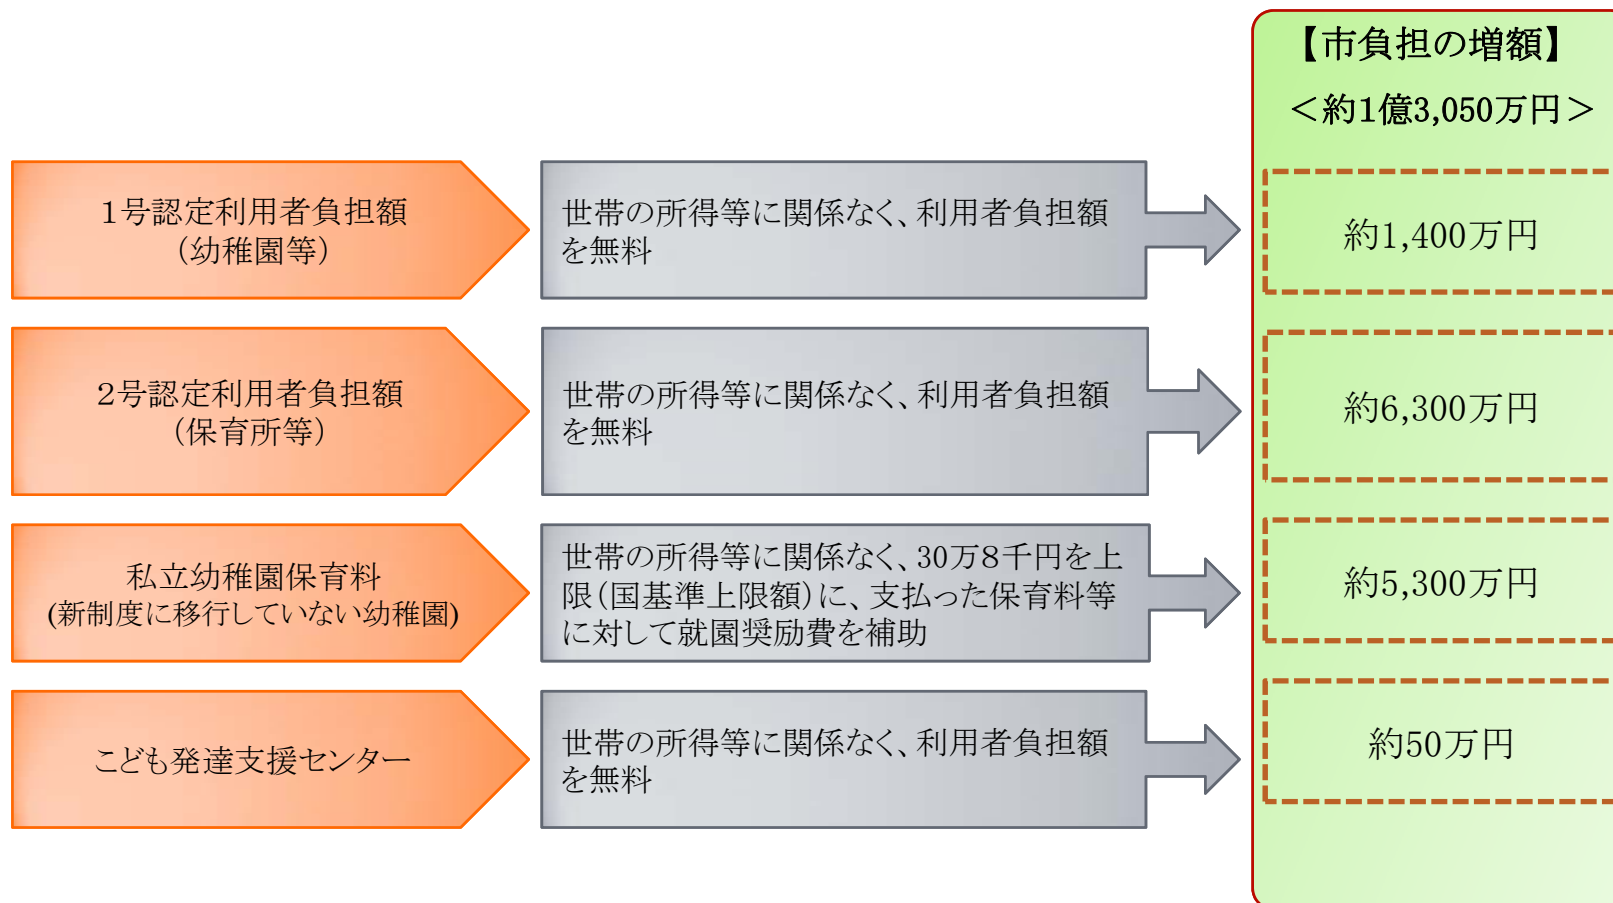 【市負担の増額】
＜約1億3,050万円＞
１号認定利用者負担額
（幼稚園等）
世帯の所得等に関係なく、利用者負担額
を無料
約1,400万円
２号認定利用者負担額
（保育所等）
世帯の所得等に関係なく、利用者負担額
を無料
約6,300万円
私立幼稚園保育料
(新制度に移行していない幼稚園)
世帯の所得等に関係なく、30万８千円を上
限（国基準上限額）に、支払った保育料等
に対して就園奨励費を補助
約5,300万円
こども発達支援センター
世帯の所得等に関係なく、利用者負担額
を無料
約50万円